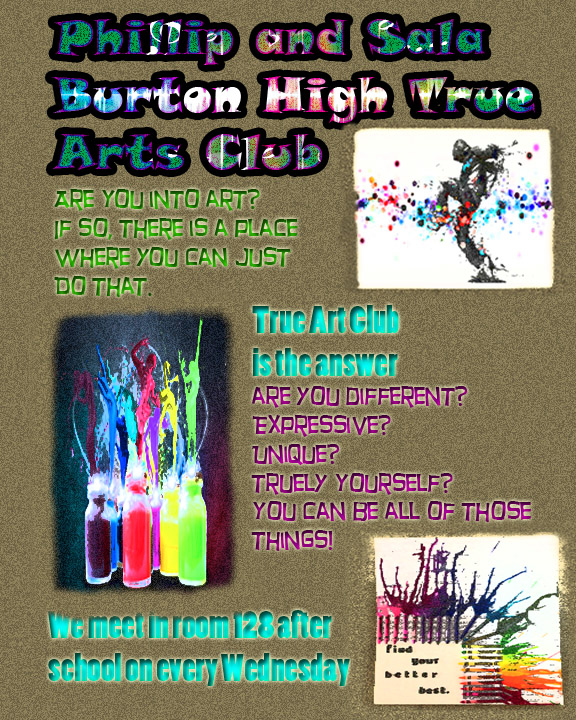 Phillip and Sala
Burton High True
Arts Club
Are you into art?
If so, there is a place
where you can just
do that.
True Art Club
is the answer
Are you different?
Expressive?
Unique?
Truely yourself?
You can be all of those
things!
find
your
better
best.
We meet in room 128 after
school on every Wednesday